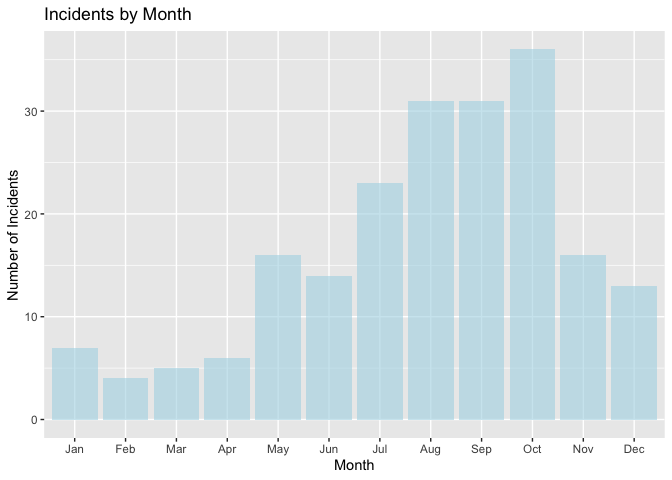 Incidents by Month
Number of Incidents
30
20
10
0
Jan Feb Mar Apr May Jun Jul Aug Sep Oct Nov Dec
Month